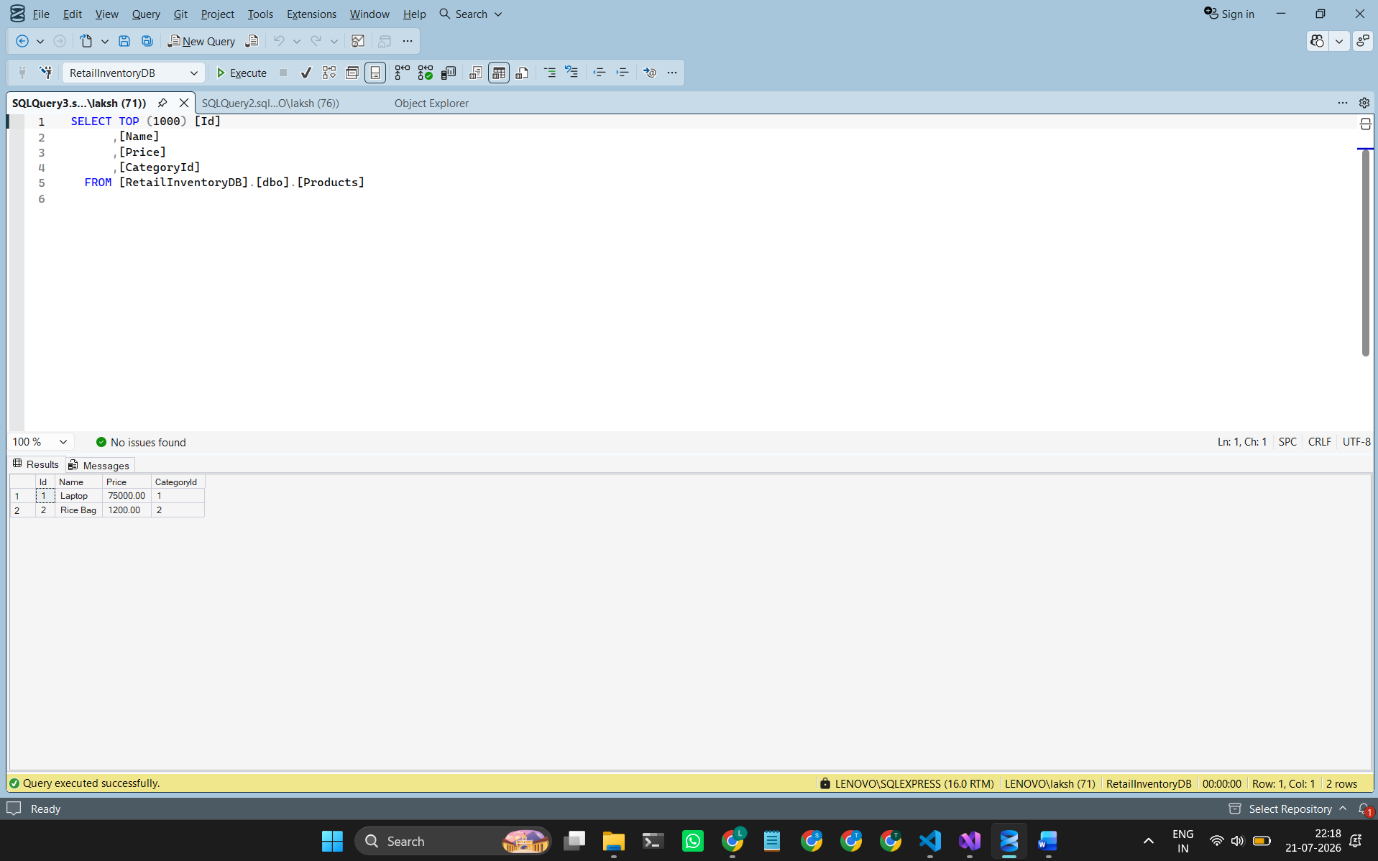 File Edit View Query Git Project Tools Extensions Window Help Search Sign in
New Query
RetailInventoryDB Execute
SQLQuery3.s...\laksh (71)) SQLQuery2.sql...O\laksh (76)) Object Explorer
1 SELECT TOP (1000) [Id]
2 ,[Name]
3 ,[Price]
4 ,[CategoryId]
5 FROM [RetailInventoryDB].[dbo].[Products]
6
100 % No issues found Ln: 1, Ch: 1 SPC CRLF UTF-8
Results Messages
Id Name Price CategoryId
1 1 Laptop 75000.00 1
2 2 Rice Bag 1200.00 2
Query executed successfully. LENOVO\SQLEXPRESS (16.0 RTM) LENOVO\laksh (71) RetailInventoryDB 00:00:00 Row: 1, Col: 1 2 rows
Ready Select Repository 1
Search ENG 22:18
IN 21-07-2026